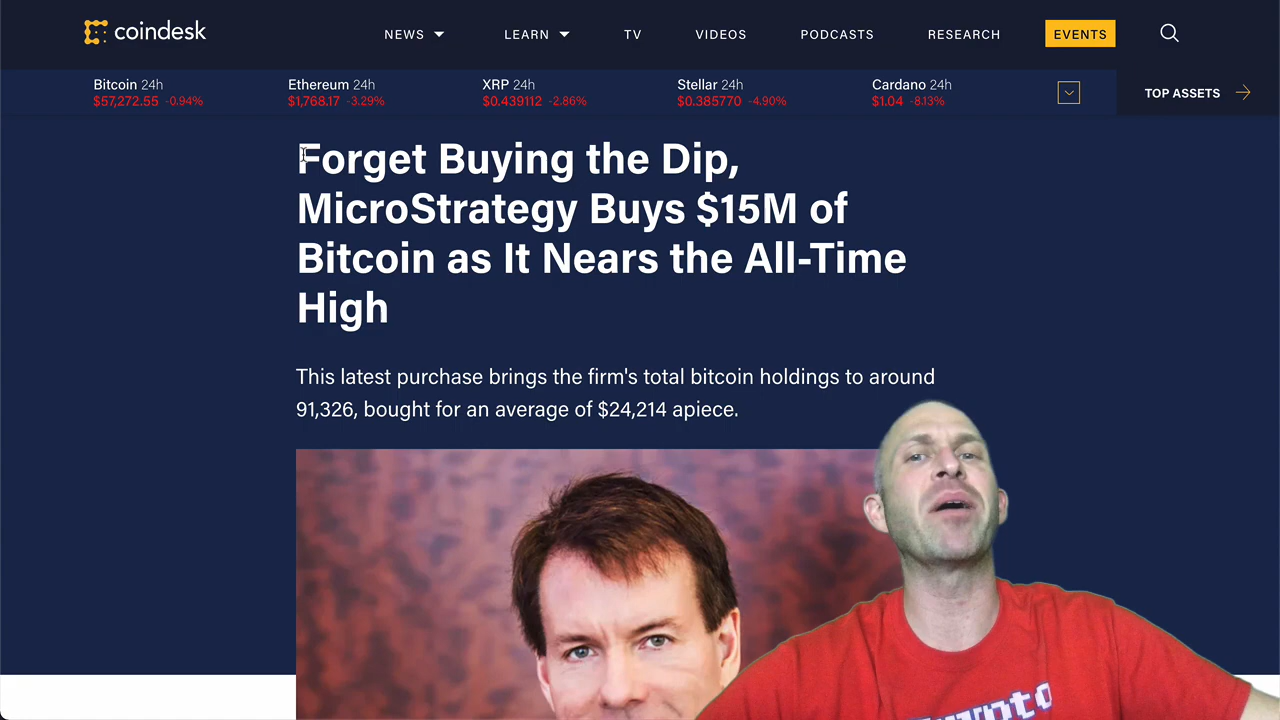 coindesk
NEWS LEARN TV VIDEOS PODCASTS RESEARCH EVENTS
Bitcoin 24h Ethereum 24h XRP 24h Stellar 24h Cardano 24h
$57,272.55 -0.94% $1,768.17 -3.29% $0.439112 -2.86% $0.385770 -4.90% $1.04 -8.13%
TOP ASSETS
Forget Buying the Dip,
MicroStrategy Buys $15M of
Bitcoin as It Nears the All-Time
High
This latest purchase brings the firm's total bitcoin holdings to around
91,326, bought for an average of $24,214 apiece.